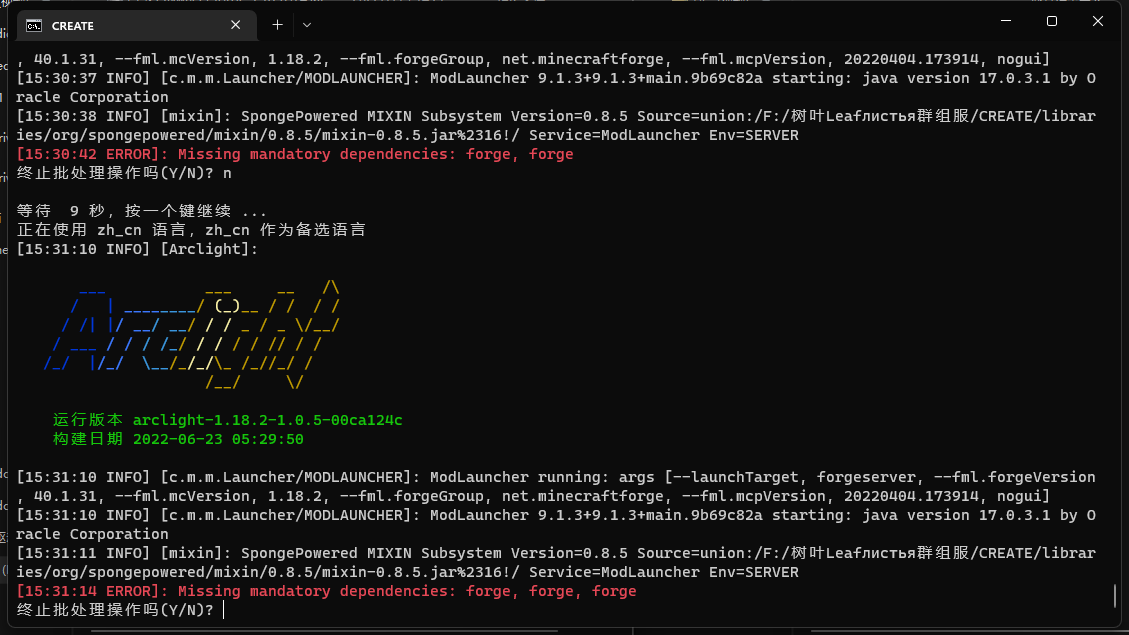 CREATE
, 40.1.31, --fml.mcVersion, 1.18.2, --fml.forgeGroup, net.minecraftforge, --fml.mcpVersion, 20220404.173914, nogui]
[15:30:37 INFO] [c.m.m.Launcher/MODLAUNCHER]: ModLauncher 9.1.3+9.1.3+main.9b69c82a starting: java version 17.0.3.1 by O
racle Corporation
[15:30:38 INFO] [mixin]: SpongePowered MIXIN Subsystem Version=0.8.5 Source=union:/F:/树叶Leafлистья群组服/CREATE/librar
ies/org/spongepowered/mixin/0.8.5/mixin-0.8.5.jar%2316!/ Service=ModLauncher Env=SERVER
[15:30:42 ERROR]: Missing mandatory dependencies: forge, forge
终止批处理操作吗(Y/N)? n
等待  9 秒，按一个键继续 ...
正在使用 zh_cn 语言，zh_cn 作为备选语言
[15:31:10 INFO] [Arclight]:
Arclight
运行版本 arclight-1.18.2-1.0.5-00ca124c
构建日期 2022-06-23 05:29:50
[15:31:10 INFO] [c.m.m.Launcher/MODLAUNCHER]: ModLauncher running: args [--launchTarget, forgeserver, --fml.forgeVersion
, 40.1.31, --fml.mcVersion, 1.18.2, --fml.forgeGroup, net.minecraftforge, --fml.mcpVersion, 20220404.173914, nogui]
[15:31:10 INFO] [c.m.m.Launcher/MODLAUNCHER]: ModLauncher 9.1.3+9.1.3+main.9b69c82a starting: java version 17.0.3.1 by O
racle Corporation
[15:31:11 INFO] [mixin]: SpongePowered MIXIN Subsystem Version=0.8.5 Source=union:/F:/树叶Leafлистья群组服/CREATE/librar
ies/org/spongepowered/mixin/0.8.5/mixin-0.8.5.jar%2316!/ Service=ModLauncher Env=SERVER
[15:31:14 ERROR]: Missing mandatory dependencies: forge, forge, forge
终止批处理操作吗(Y/N)?